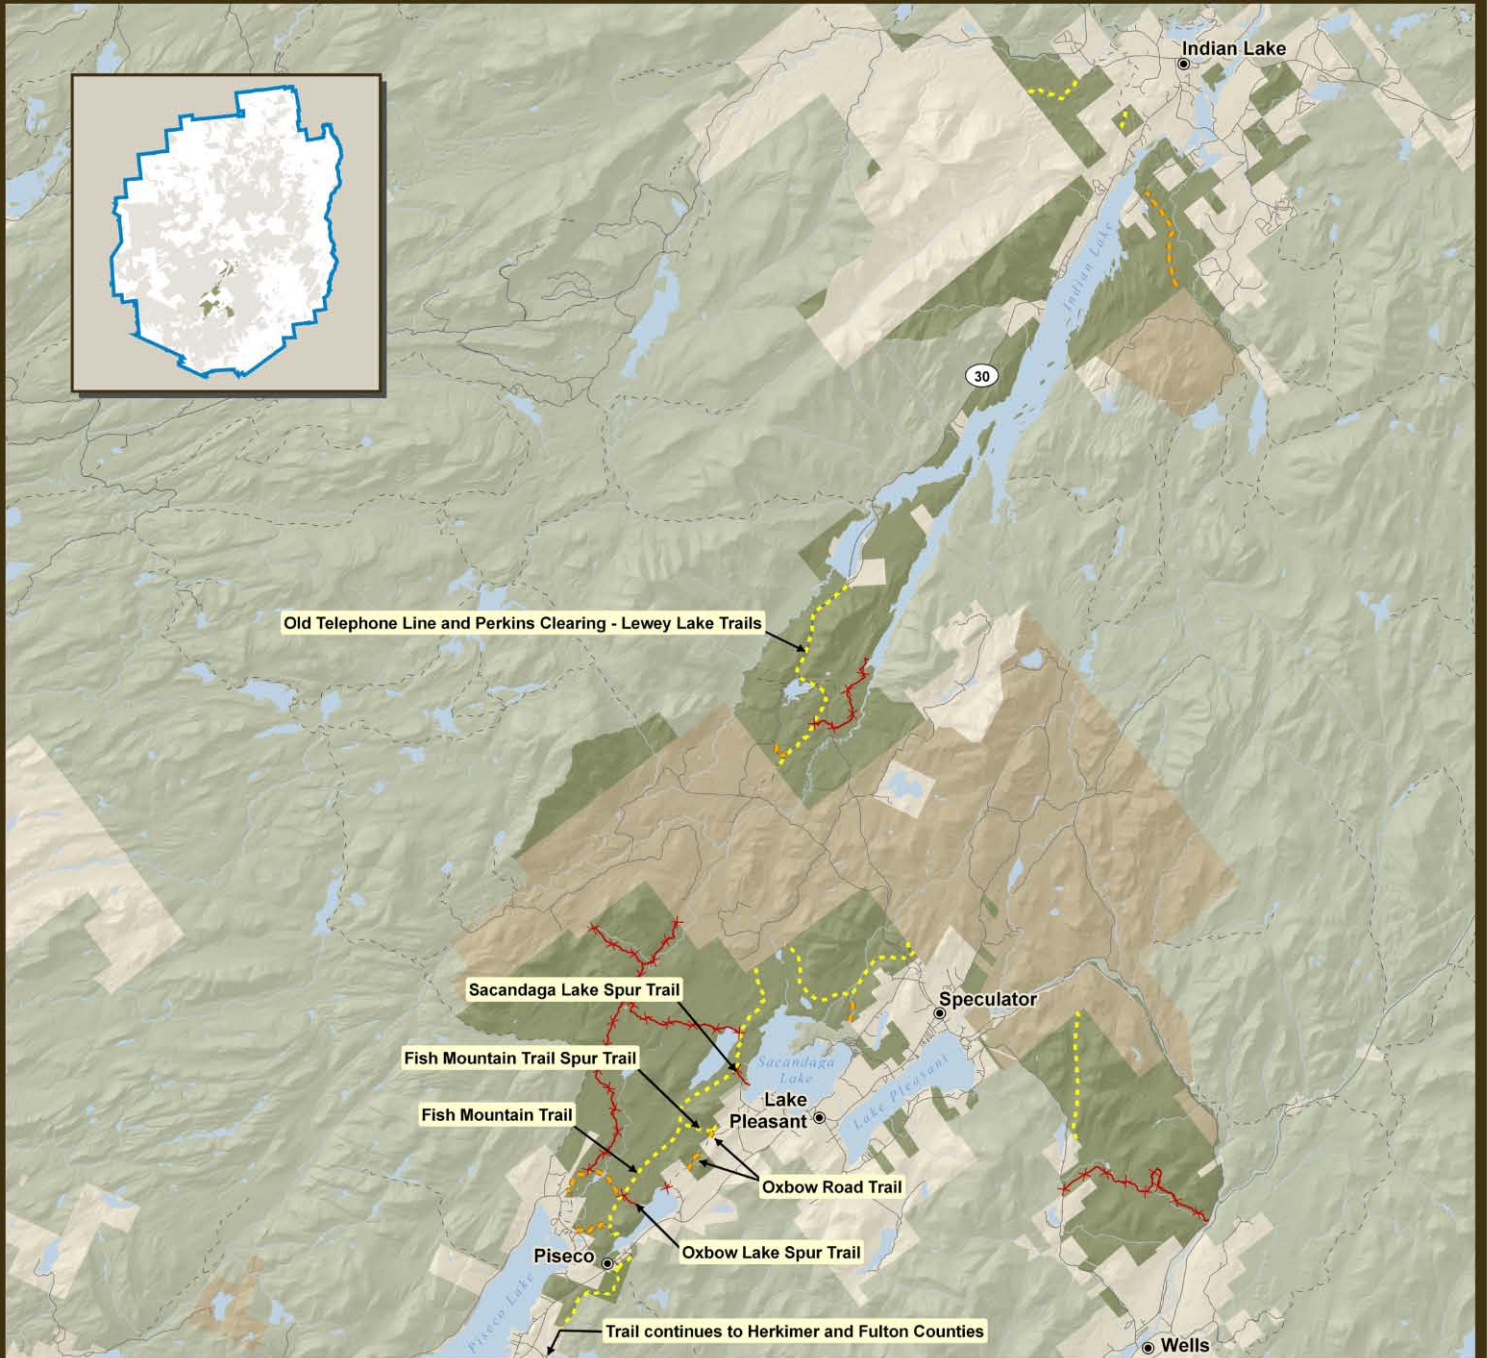 Indian Lake
Indian Lake
30
Old Telephone Line and Perkins Clearing - Lewey Lake Trails
Sacandaga Lake Spur Trail
Speculator
Fish Mountain Trail Spur Trail
Sacandaga
Lake
Lake Pleasant
Lake
Pleasant
Fish Mountain Trail
Oxbow Road Trail
Oxbow Lake Spur Trail
Piseco
Piseco Lake
Trail continues to Herkimer and Fulton Counties
Wells